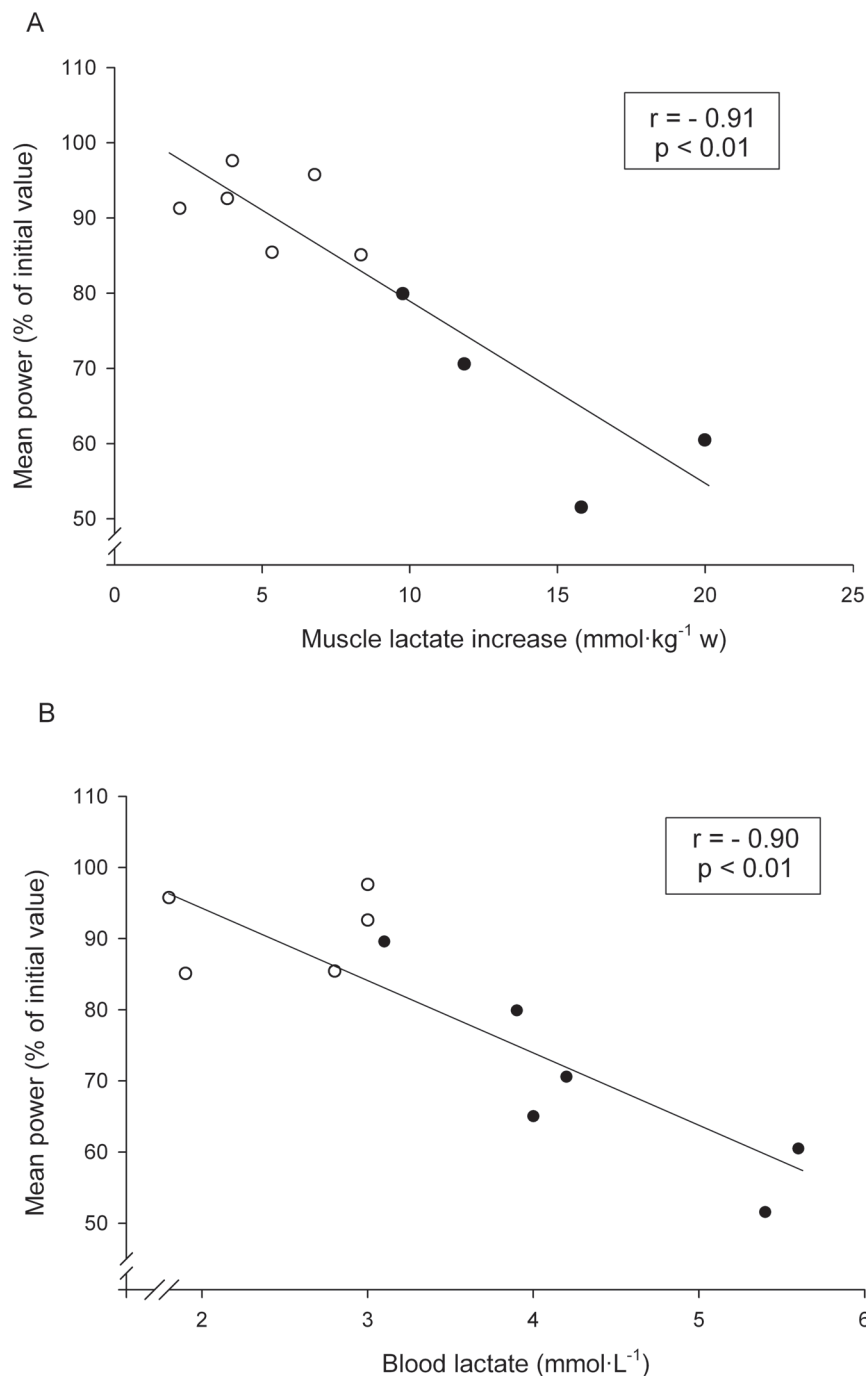 A
110
100
90
80
70
60
50
0 5 10 15 20 25
Mean power (% of initial value)
Muscle lactate increase (mmol·kg⁻¹ w)
r = - 0.91
p < 0.01
B
110
100
90
80
70
60
50
2 3 4 5 6
Mean power (% of initial value)
Blood lactate (mmol·L⁻¹)
r = - 0.90
p < 0.01